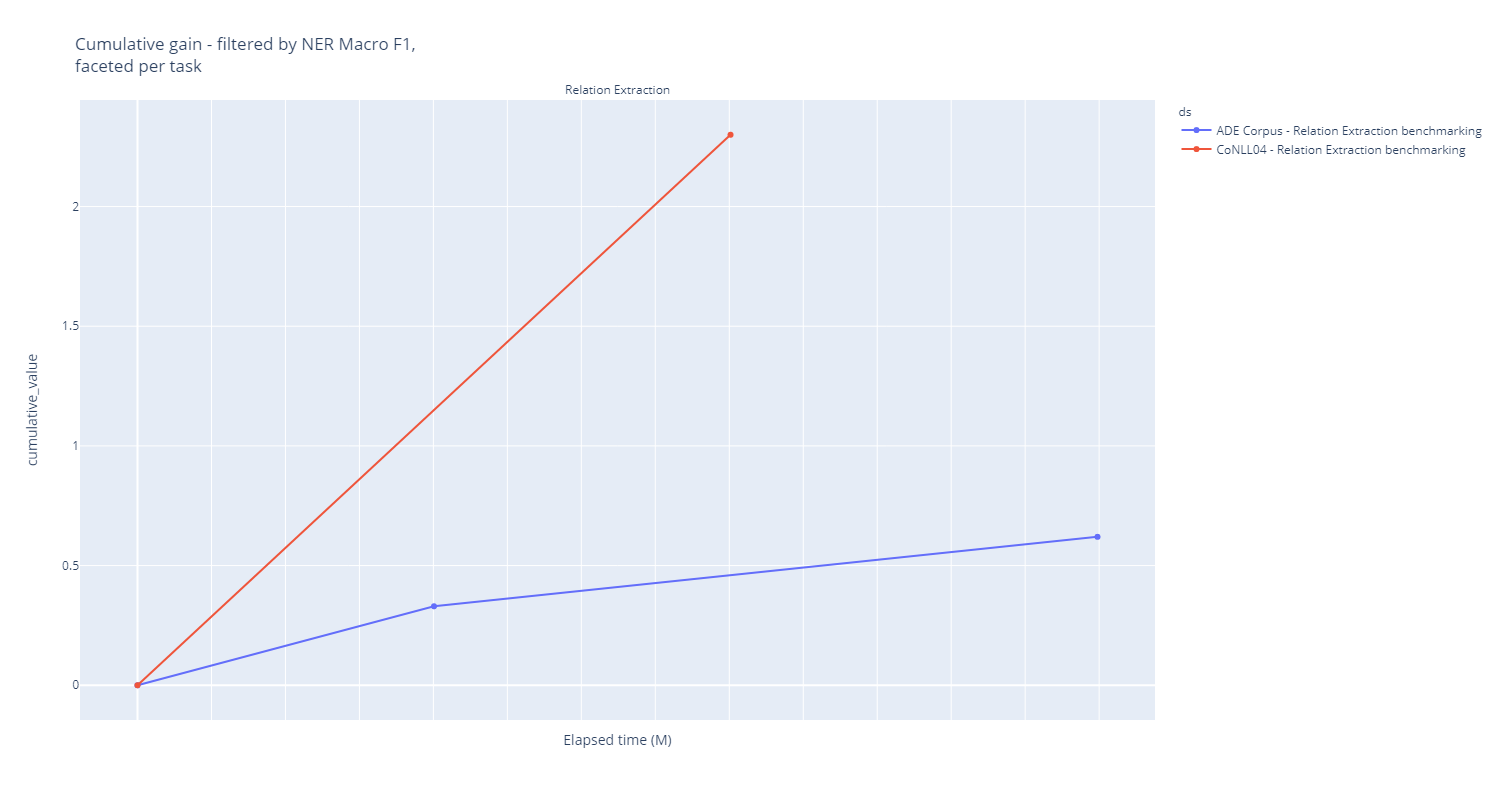 Cumulative gain - filtered by NER Macro F1,
faceted per task
Relation Extraction
ds
ADE Corpus - Relation Extraction benchmarking
CoNLL04 - Relation Extraction benchmarking
2
1.5
1
0.5
0
cumulative_value
Elapsed time (M)